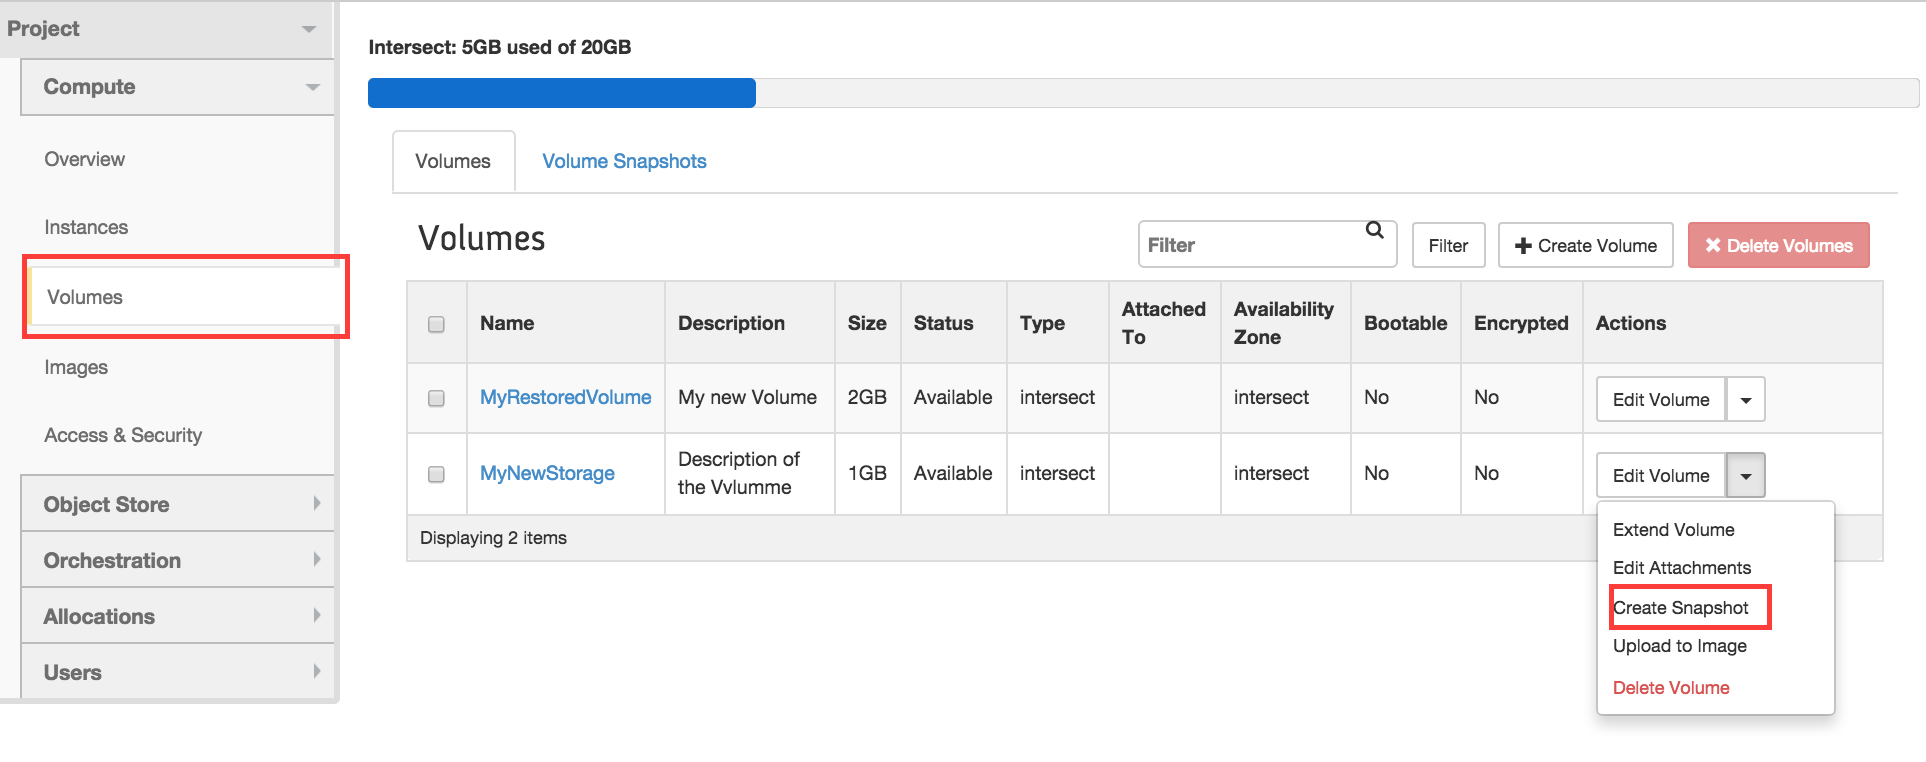 Project
Compute
Overview
Instances
Volumes
Images
Access & Security
Object Store
Orchestration
Allocations
Users
Intersect: 5GB used of 20GB
Volumes Volume Snapshots
Volumes
Filter Filter Create Volume Delete Volumes
Name Description Size Status Type Attached To Availability Zone Bootable Encrypted Actions
MyRestoredVolume My new Volume 2GB Available intersect intersect No No Edit Volume
MyNewStorage Description of the Vvlumme 1GB Available intersect intersect No No Edit Volume
Displaying 2 items
Extend Volume
Edit Attachments
Create Snapshot
Upload to Image
Delete Volume